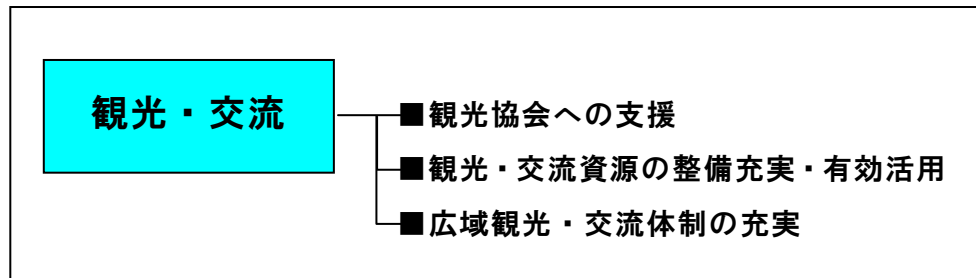 観光・交流
■観光協会への支援
■観光・交流資源の整備充実・有効活用
■広域観光・交流体制の充実